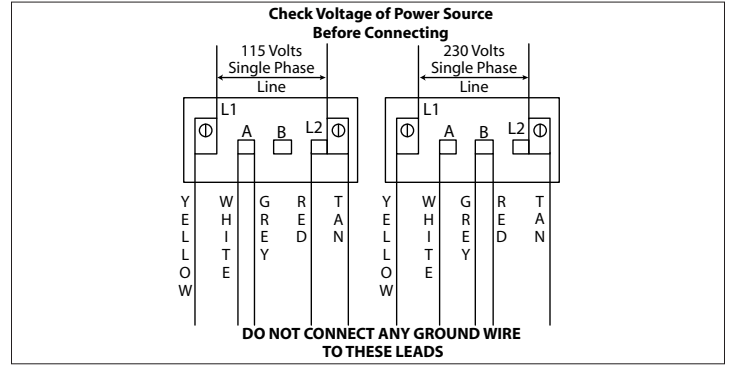 Check Voltage of Power Source
Before Connecting
115 Volts
Single Phase
Line
L1
A
B
L2
YELLOW
WHITE
GREY
RED
TAN
230 Volts
Single Phase
Line
L1
A
B
L2
YELLOW
WHITE
GREY
RED
TAN
DO NOT CONNECT ANY GROUND WIRE
TO THESE LEADS